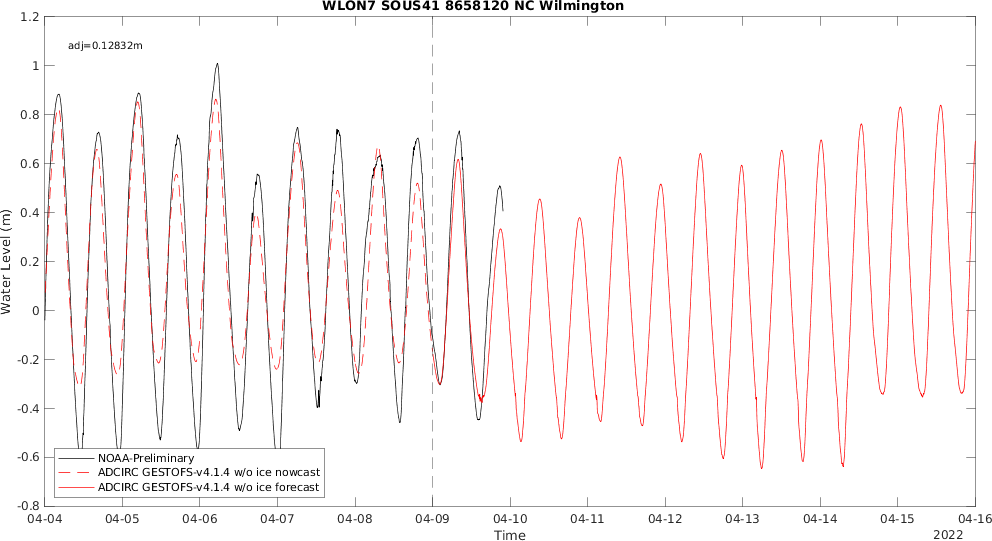 WLON7 SOUS41 8658120 NC Wilmington
1.2
adj=0.12832m
1
0.8
0.6
0.4
0.2
0
-0.2
-0.4
-0.6
-0.8
Water Level (m)
NOAA-Preliminary
ADCIRC GESTOFS-v4.1.4 w/o ice nowcast
ADCIRC GESTOFS-v4.1.4 w/o ice forecast
04-04 04-05 04-06 04-07 04-08 04-09 04-10 04-11 04-12 04-13 04-14 04-15 04-16
Time
2022